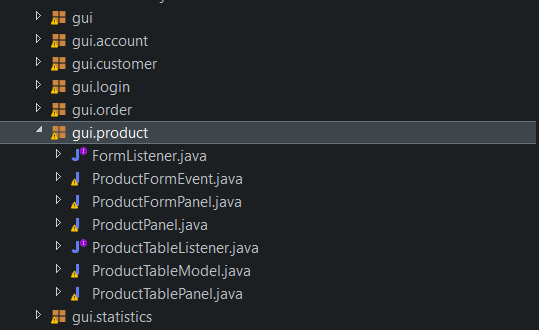 gui
gui.account
gui.customer
gui.login
gui.order
gui.product
FormListener.java
ProductFormEvent.java
ProductFormPanel.java
ProductPanel.java
ProductTableListener.java
ProductTableModel.java
ProductTablePanel.java
gui.statistics